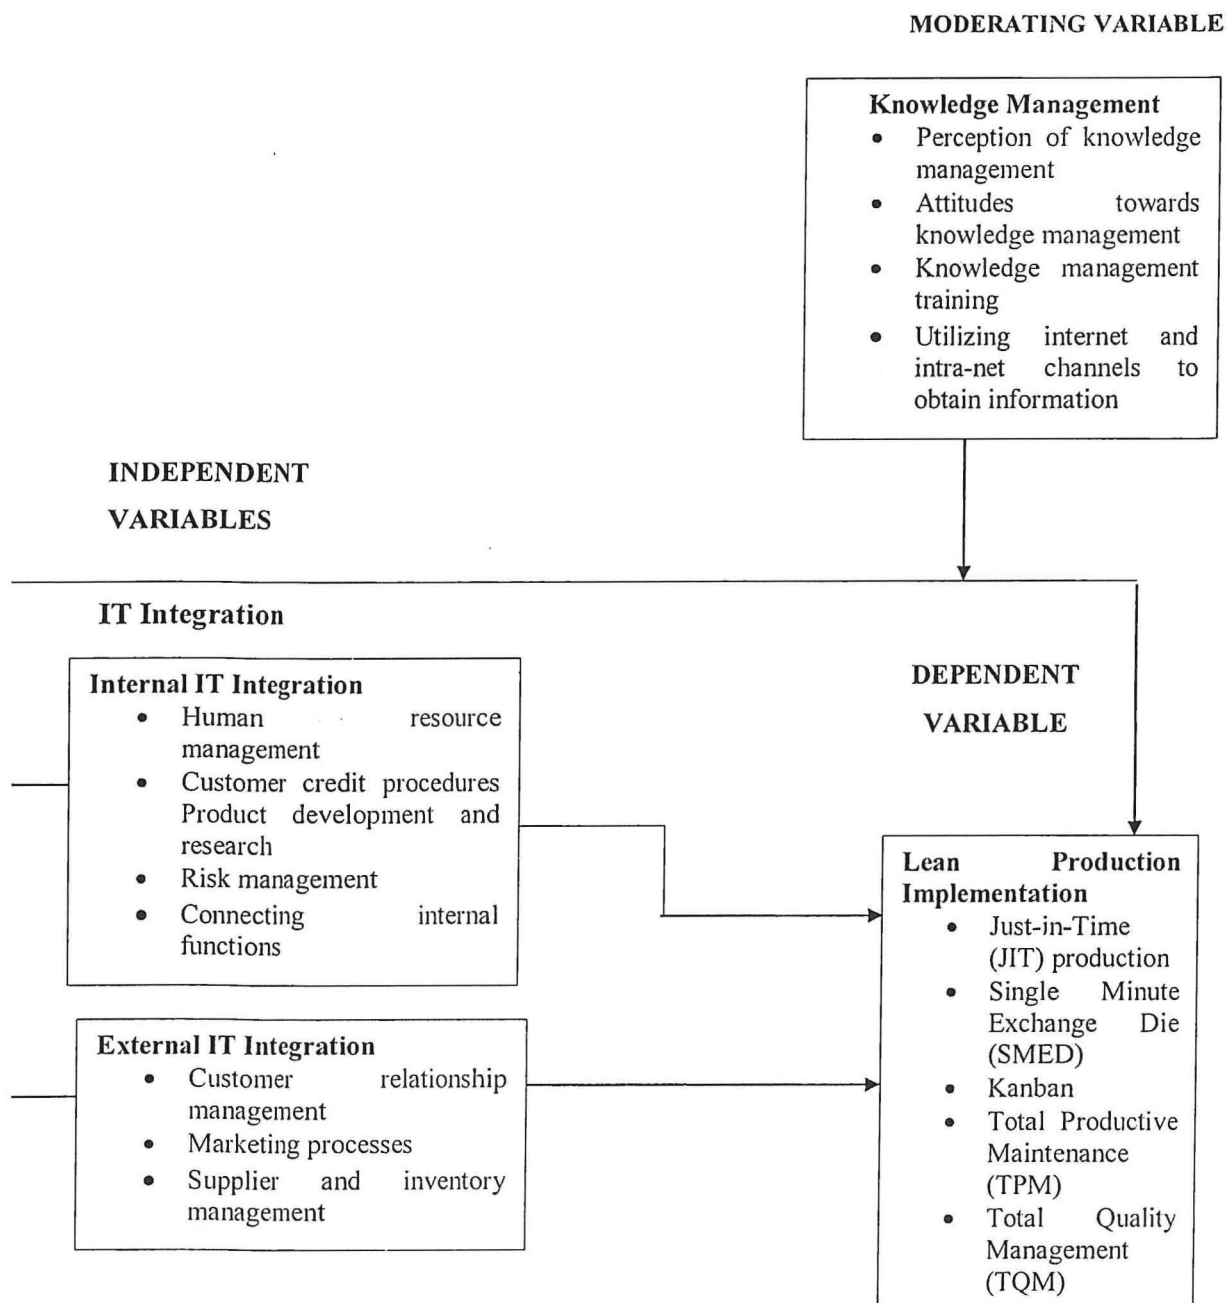 MODERATING VARIABLE
Knowledge Management
• Perception of knowledge
management
• Attitudes towards
knowledge management
• Knowledge management
training
• Utilizing internet and
intra-net channels to
obtain information
INDEPENDENT
VARIABLES
IT Integration
Internal IT Integration
• Human resource
management
• Customer credit procedures
Product development and
research
• Risk management
• Connecting internal
functions
External IT Integration
• Customer relationship
management
• Marketing processes
• Supplier and inventory
management
DEPENDENT
VARIABLE
Lean Production
Implementation
• Just-in-Time
(JIT) production
• Single Minute
Exchange Die
(SMED)
• Kanban
• Total Productive
Maintenance
(TPM)
• Total Quality
Management
(TQM)